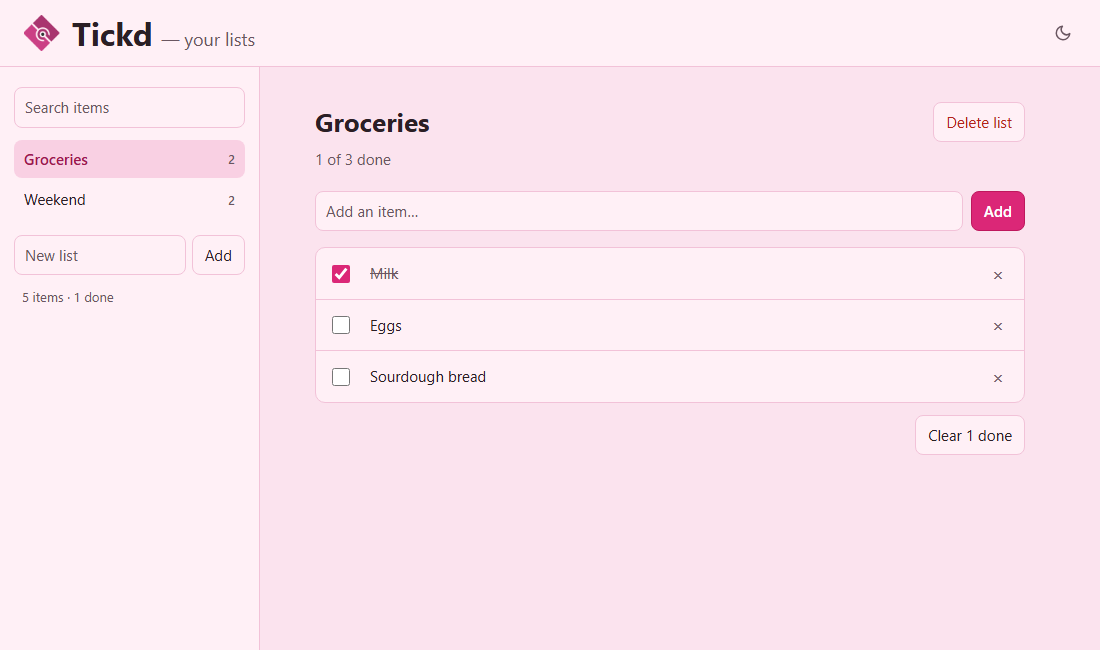 Tickd — your lists
Search items
Groceries 2
Weekend 2
New list Add
5 items · 1 done
Groceries
Delete list
1 of 3 done
Add an item... Add
Milk ×
Eggs ×
Sourdough bread ×
Clear 1 done